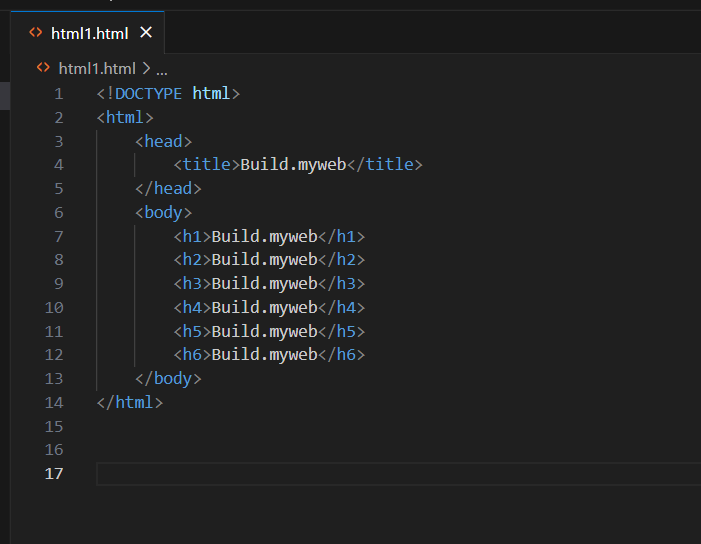 html1.html ×
html1.html > ...
1 <!DOCTYPE html>
2 <html>
3     <head>
4         <title>Build.myweb</title>
5     </head>
6     <body>
7         <h1>Build.myweb</h1>
8         <h2>Build.myweb</h2>
9         <h3>Build.myweb</h3>
10         <h4>Build.myweb</h4>
11         <h5>Build.myweb</h5>
12         <h6>Build.myweb</h6>
13     </body>
14 </html>
15
16
17